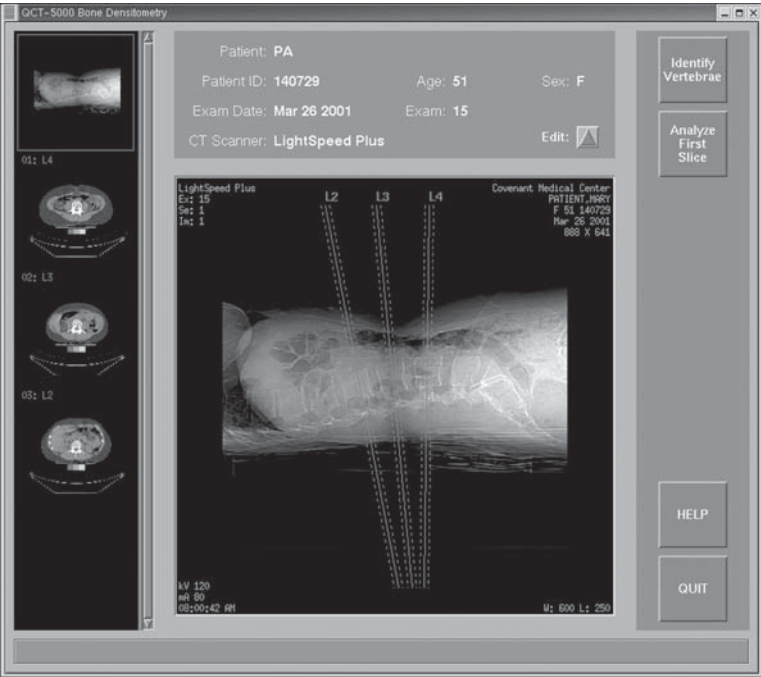 QCT-5000 Bone Densitometry
01: L4
02: L3
03: L2
Patient: PA
Patient ID: 140729 Age: 51 Sex: F
Exam Date: Mar 26 2001 Exam: 15
CT Scanner: LightSpeed Plus Edit:
LightSpeed Plus
Ex: 15
Se: 1
Im: 1
L2 L3 L4
Covenant Medical Center
PATIENT,MARY
F 51 140729
Mar 26 2001
888 X 641
kV 120
mA 80
08:00:42 AM
W: 600 L: 250
Identify
Vertebrae
Analyze
First
Slice
HELP
QUIT